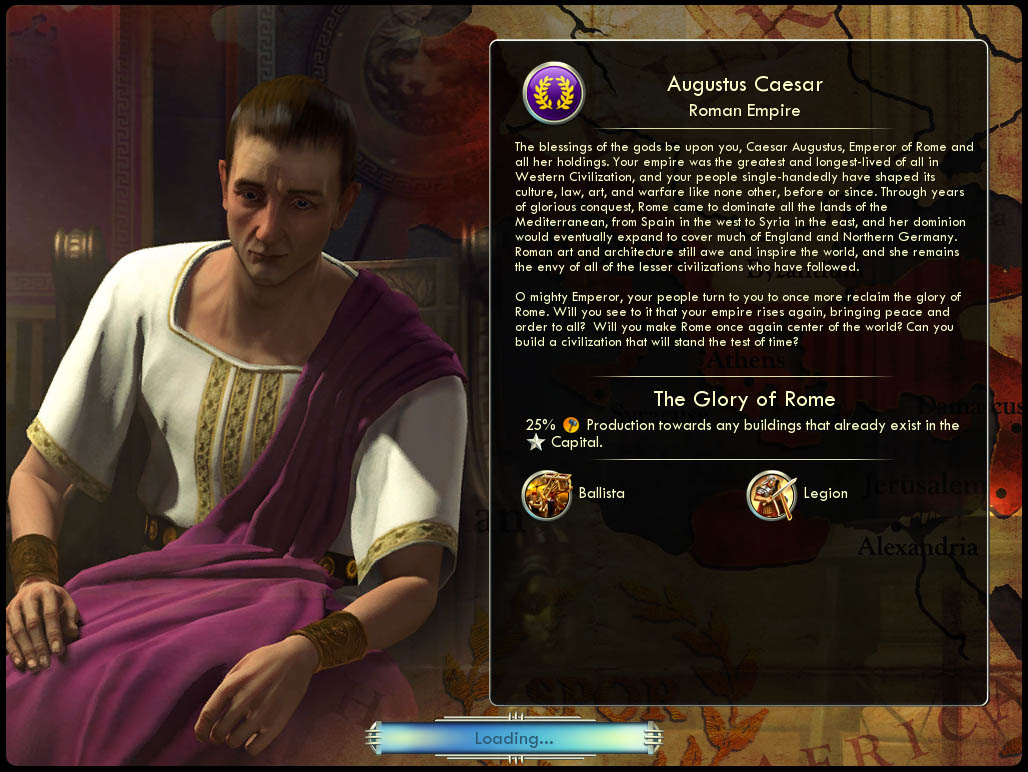 Augustus Caesar
Roman Empire
The blessings of the gods be upon you, Caesar Augustus, Emperor of Rome and
all her holdings. Your empire was the greatest and longest-lived of all in
Western Civilization, and your people single-handedly have shaped its
culture, law, art, and warfare like none other, before or since. Through years
of glorious conquest, Rome came to dominate all the lands of the
Mediterranean, from Spain in the west to Syria in the east, and her dominion
would eventually expand to cover much of England and Northern Germany.
Roman art and architecture still awe and inspire the world, and she remains
the envy of all of the lesser civilizations who have followed.
O mighty Emperor, your people turn to you to once more reclaim the glory of
Rome. Will you see to it that your empire rises again, bringing peace and
order to all? Will you make Rome once again center of the world? Can you
build a civilization that will stand the test of time?
Athens
The Glory of Rome
Syracuse
Damascus
25% Production towards any buildings that already exist in the
Capital.
Ballista
Legion
Jerusalem
Alexandria
SPQR
Loading...